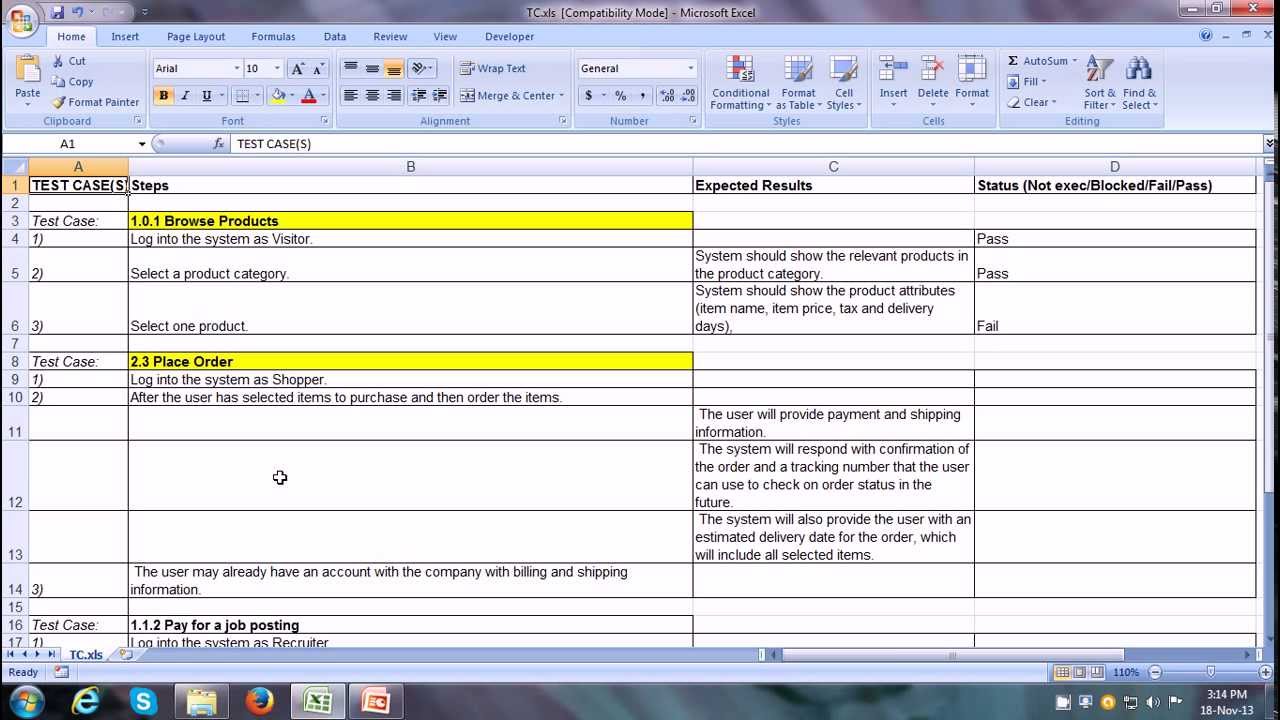 TC.xls [Compatibility Mode] - Microsoft Excel
Home Insert Page Layout Formulas Data Review View Developer
Cut
Copy
Format Painter
Paste
Clipboard
Arial 10
B I U
Font
Wrap Text
Merge & Center
Alignment
General
$ % ,
Number
Conditional Formatting
Format as Table
Cell Styles
Styles
Insert Delete Format
Cells
AutoSum
Fill
Clear
Sort & Filter
Find & Select
Editing
A1 fx TEST CASE(S)
A B C D
1 TEST CASE(S) Steps Expected Results Status (Not exec/Blocked/Fail/Pass)
2
3 Test Case: 1.0.1 Browse Products
4 1) Log into the system as Visitor. Pass
5 2) Select a product category. System should show the relevant products in
the product category. Pass
6 3) Select one product. System should show the product attributes
(item name, item price, tax and delivery
days), Fail
7
8 Test Case: 2.3 Place Order
9 1) Log into the system as Shopper.
10 2) After the user has selected items to purchase and then order the items.
11 The user will provide payment and shipping
information.
12 The system will respond with confirmation of
the order and a tracking number that the user
can use to check on order status in the
future.
13 The system will also provide the user with an
estimated delivery date for the order, which
will include all selected items.
14 3) The user may already have an account with the company with billing and shipping
information.
15
16 Test Case: 1.1.2 Pay for a job posting
17 1) Log into the system as Recruiter
TC.xls
Ready 110%
3:14 PM
18-Nov-13